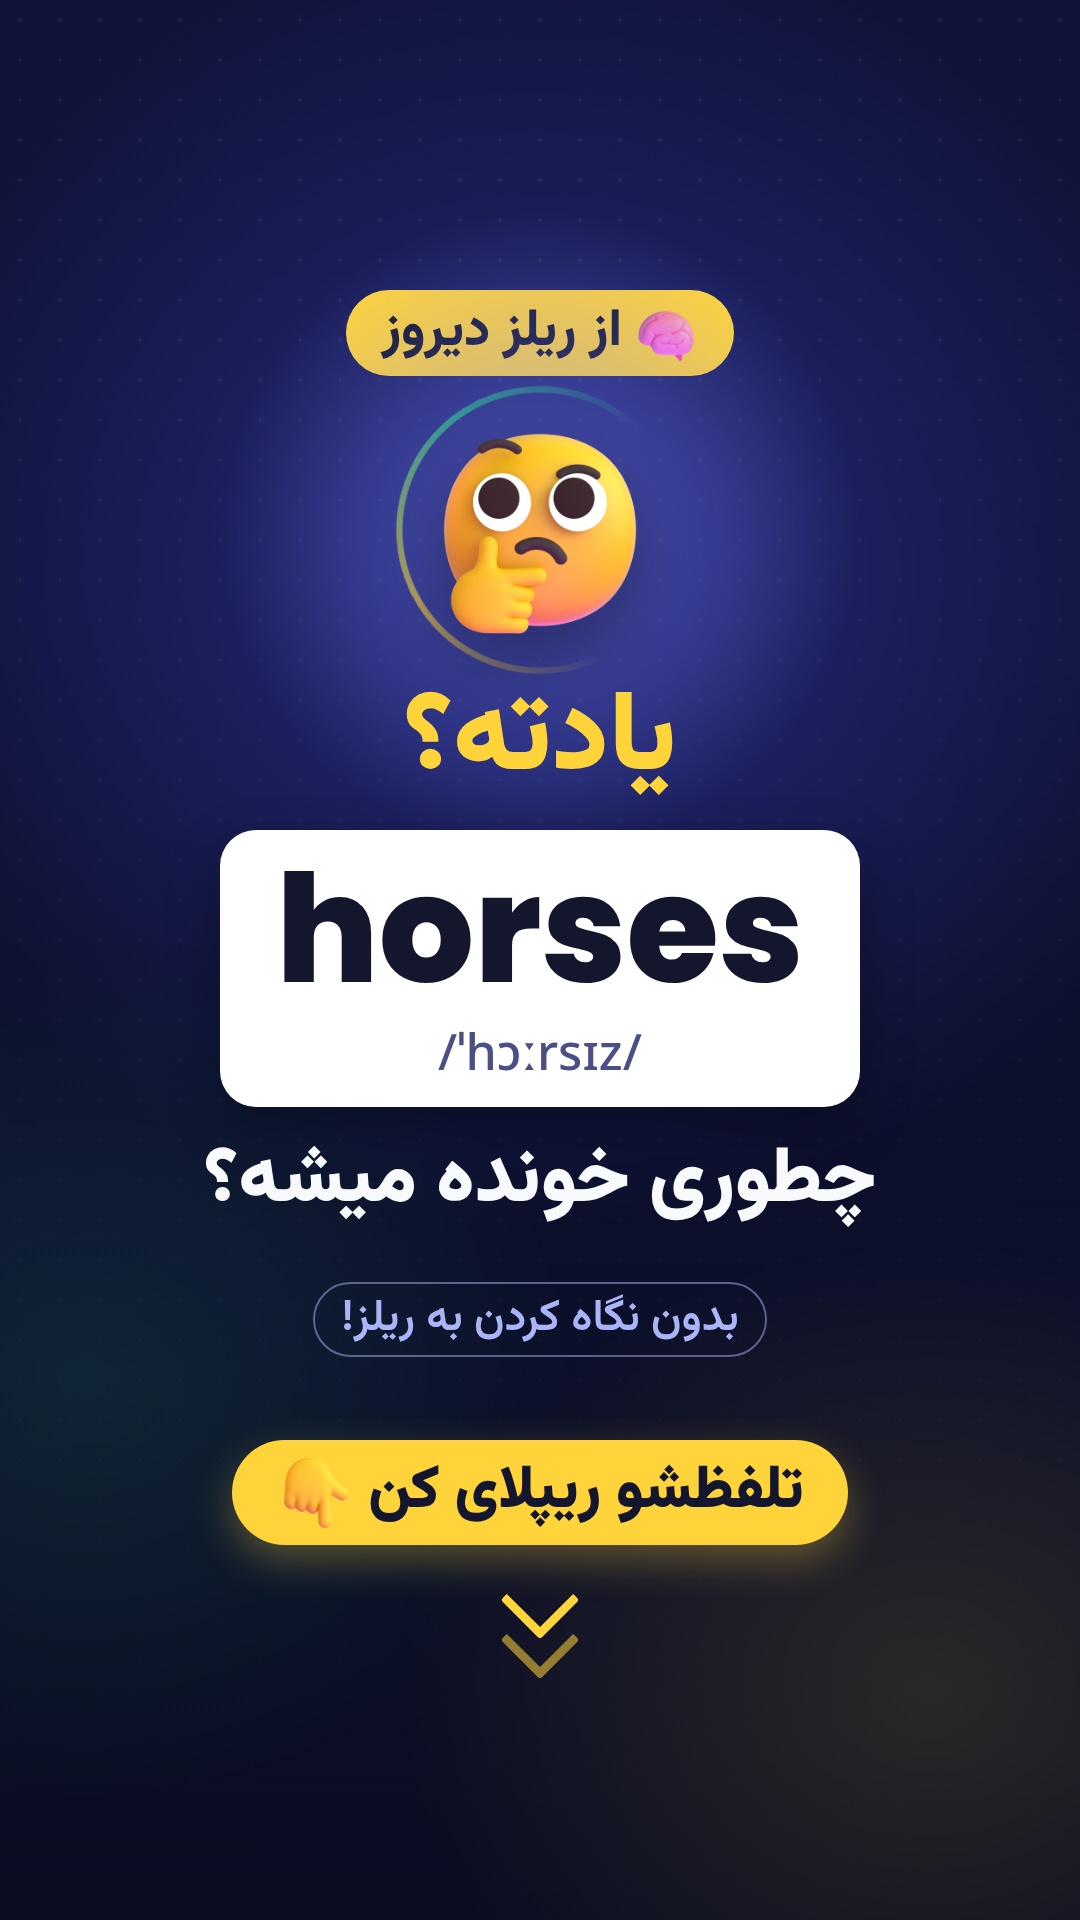 🧠 از ریلز دیروز
یادته؟
horses
/ˈhɔːrsɪz/
چطوری خونده میشه؟
بدون نگاه کردن به ریلز!
تلفظشو ریپلای کن 👇